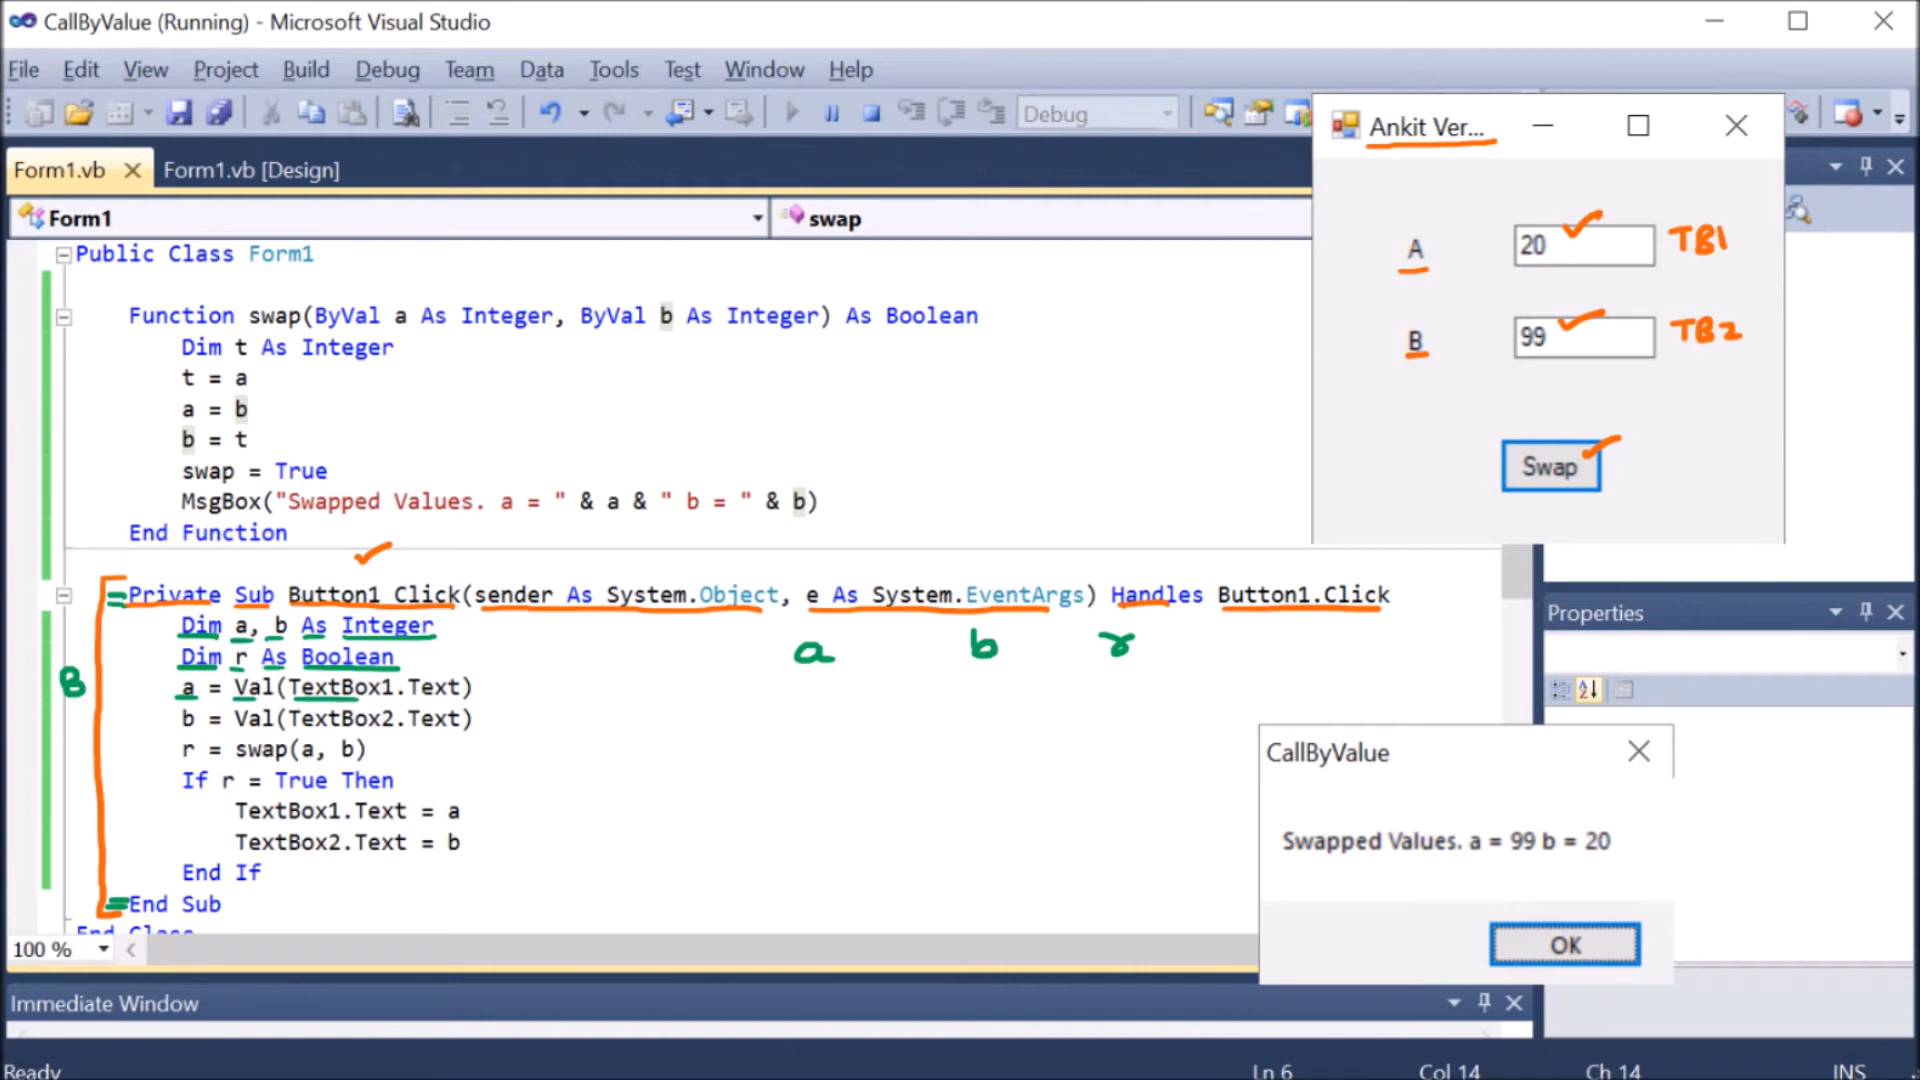 CallByValue (Running) - Microsoft Visual Studio
File Edit View Project Build Debug Team Data Tools Test Window Help
Debug
Form1.vb Form1.vb [Design]
Form1 swap
Public Class Form1
Function swap(ByVal a As Integer, ByVal b As Integer) As Boolean
Dim t As Integer
t = a
a = b
b = t
swap = True
MsgBox("Swapped Values. a = " & a & " b = " & b)
End Function
Private Sub Button1_Click(sender As System.Object, e As System.EventArgs) Handles Button1.Click
Dim a, b As Integer
Dim r As Boolean
a = Val(TextBox1.Text)
b = Val(TextBox2.Text)
r = swap(a, b)
If r = True Then
TextBox1.Text = a
TextBox2.Text = b
End If
End Sub
End Class
B
a b r
100 %
Ankit Ver...
A 20 TB1
B 99 TB2
Swap
Properties
CallByValue
Swapped Values. a = 99 b = 20
OK
Immediate Window
Ready Ln 6 Col 14 Ch 14 INS